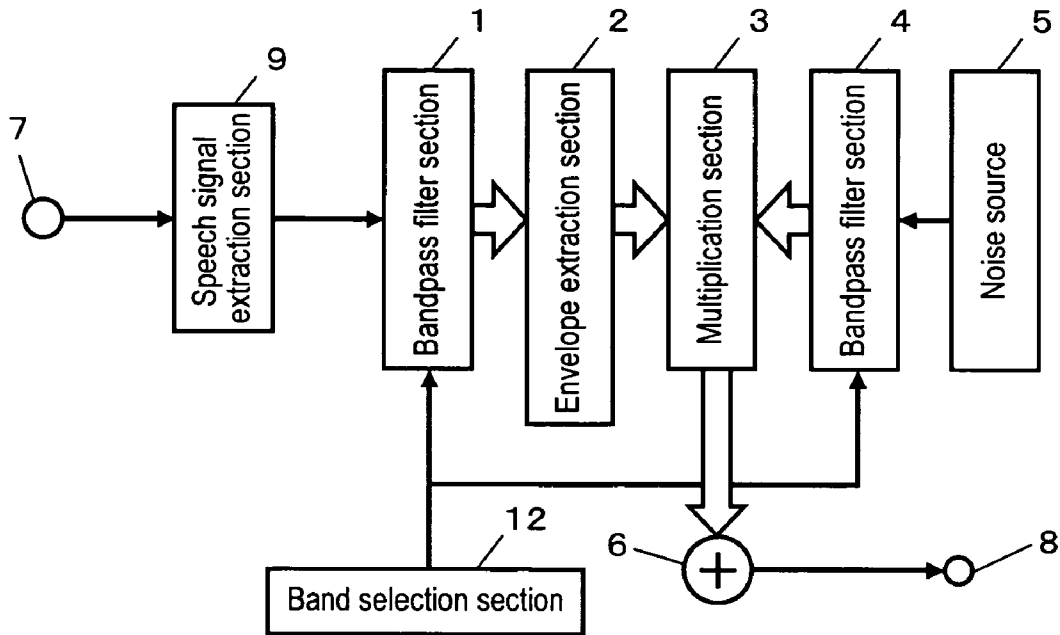 1
2
3
4
5
9
7
Speech signal
extraction section
Bandpass filter section
Envelope extraction section
Multiplication section
Bandpass filter section
Noise source
12
6
8
Band selection section